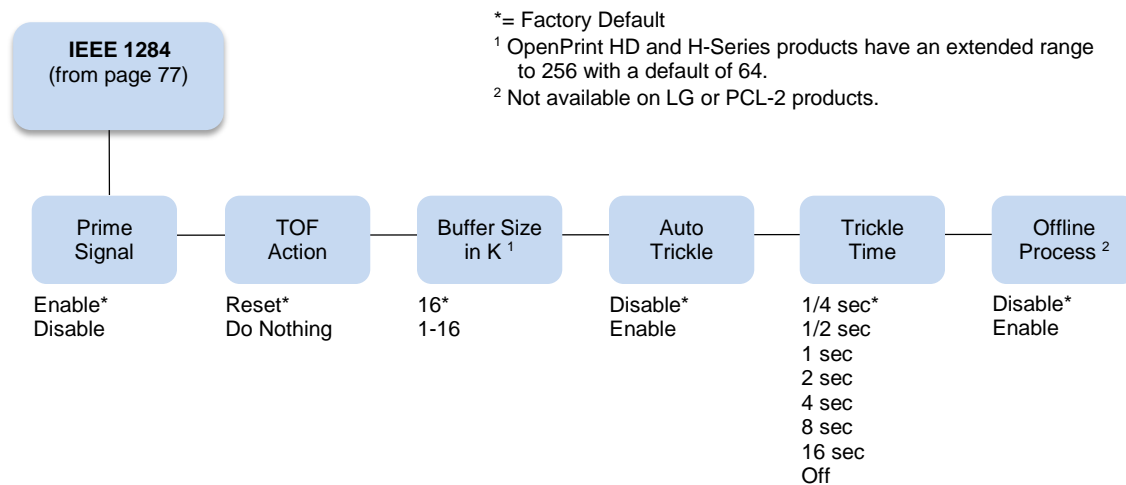 IEEE 1284
(from page 77)
*= Factory Default
¹ OpenPrint HD and H-Series products have an extended range
to 256 with a default of 64.
² Not available on LG or PCL-2 products.
Prime
Signal
Enable*
Disable
TOF
Action
Reset*
Do Nothing
Buffer Size
in K ¹
16*
1-16
Auto
Trickle
Disable*
Enable
Trickle
Time
1/4 sec*
1/2 sec
1 sec
2 sec
4 sec
8 sec
16 sec
Off
Offline
Process ²
Disable*
Enable